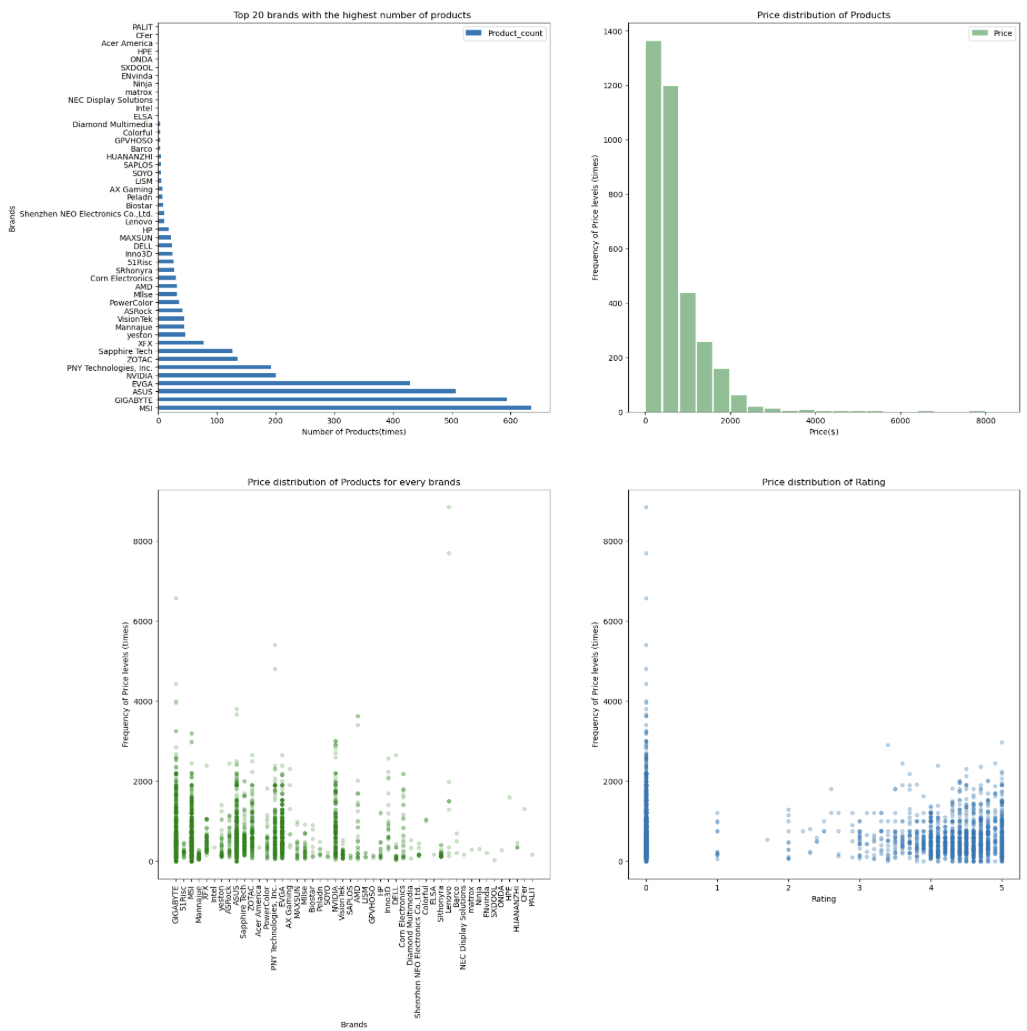 Top 20 brands with the highest number of products
Product_count
PALIT
CFer
Acer America
HPE
ONDA
SXDOOL
ENvinda
Ninja
matrox
NEC Display Solutions
Intel
ELSA
Diamond Multimedia
Colorful
GPVHOSO
Barco
HUANANZHI
SAPLOS
SOYO
LISM
AX Gaming
Peladn
Biostar
Shenzhen NEO Electronics Co.,Ltd.
Lenovo
HP
MAXSUN
DELL
Inno3D
51Risc
SRhonyra
Corn Electronics
AMD
Mllse
PowerColor
ASRock
VisionTek
Mannajue
yeston
XFX
Sapphire Tech
ZOTAC
PNY Technologies, Inc.
NVIDIA
EVGA
ASUS
GIGABYTE
MSI
Brands
0 100 200 300 400 500 600
Number of Products(times)
Price distribution of Products
Price
1400
1200
1000
800
600
400
200
0
Frequency of Price levels (times)
0 2000 4000 6000 8000
Price($)
Price distribution of Products for every brands
8000
6000
4000
2000
0
Frequency of Price levels (times)
GIGABYTE
51Risc
MSI
Mannajue
XFX
Intel
yeston
ASRock
ASUS
Sapphire Tech
ZOTAC
Acer America
PowerColor
PNY Technologies, Inc.
EVGA
AX Gaming
MAXSUN
Mllse
Biostar
Peladn
SOYO
NVIDIA
VisionTek
SAPLOS
AMD
LISM
GPVHOSO
HP
Inno3D
DELL
Corn Electronics
Diamond Multimedia
Shenzhen NEO Electronics Co.,Ltd.
Colorful
ELSA
SRhonyra
Lenovo
Barco
NEC Display Solutions
matrox
Ninja
ENvinda
SXDOOL
ONDA
HPE
HUANANZHI
CFer
PALIT
Brands
Price distribution of Rating
8000
6000
4000
2000
0
Frequency of Price levels (times)
0 1 2 3 4 5
Rating